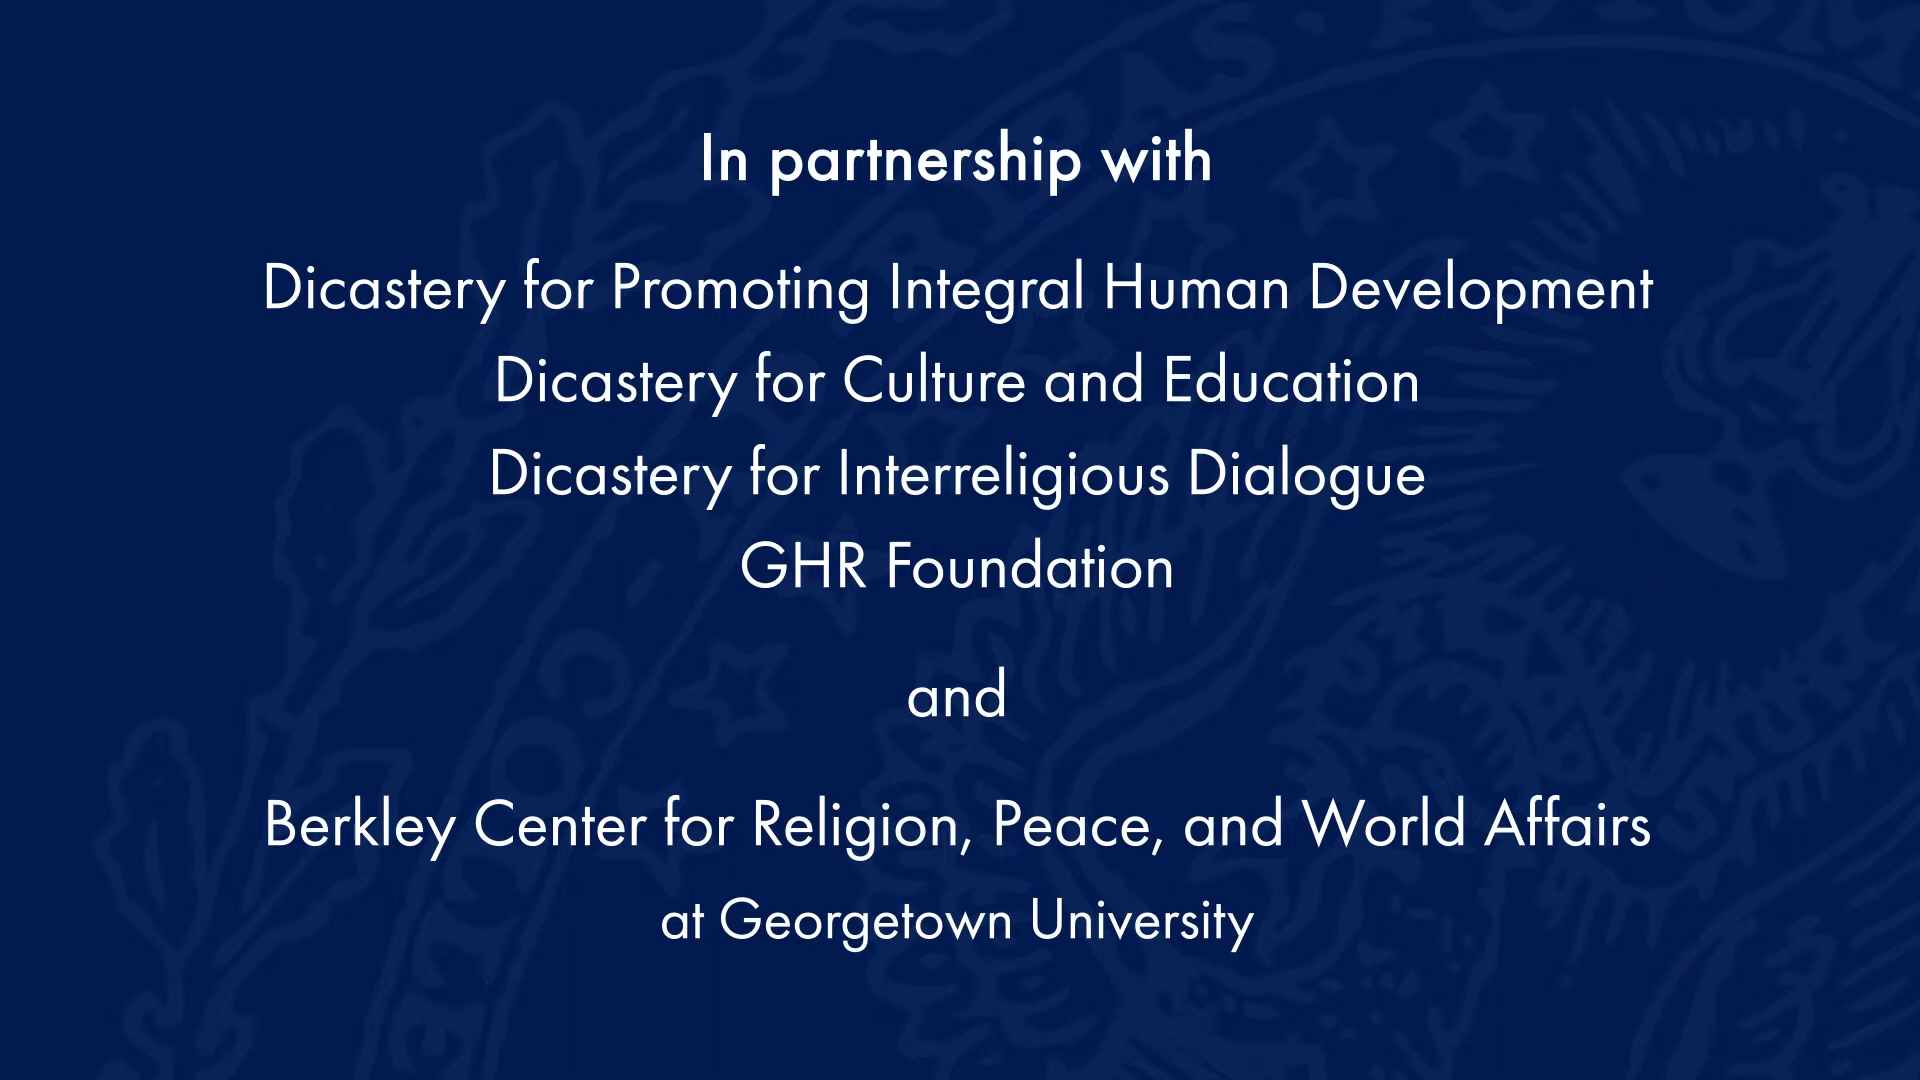 In partnership with
Dicastery for Promoting Integral Human Development
Dicastery for Culture and Education
Dicastery for Interreligious Dialogue
GHR Foundation
and
Berkley Center for Religion, Peace, and World Affairs
at Georgetown University